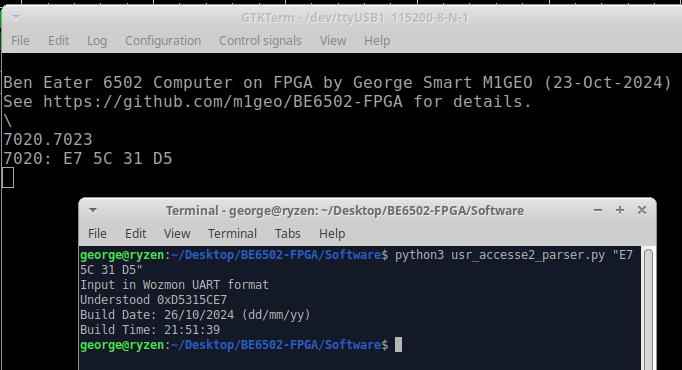 GTKTerm - /dev/ttyUSB1 115200-8-N-1
File Edit Log Configuration Control signals View Help
Ben Eater 6502 Computer on FPGA by George Smart M1GEO (23-Oct-2024)
See https://github.com/m1geo/BE6502-FPGA for details.
\
7020.7023
7020: E7 5C 31 D5
Terminal - george@ryzen: ~/Desktop/BE6502-FPGA/Software
File Edit View Terminal Tabs Help
george@ryzen:~/Desktop/BE6502-FPGA/Software$ python3 usr_accesse2_parser.py "E7
5C 31 D5"
Input in Wozmon UART format
Understood 0xD5315CE7
Build Date: 26/10/2024 (dd/mm/yy)
Build Time: 21:51:39
george@ryzen:~/Desktop/BE6502-FPGA/Software$